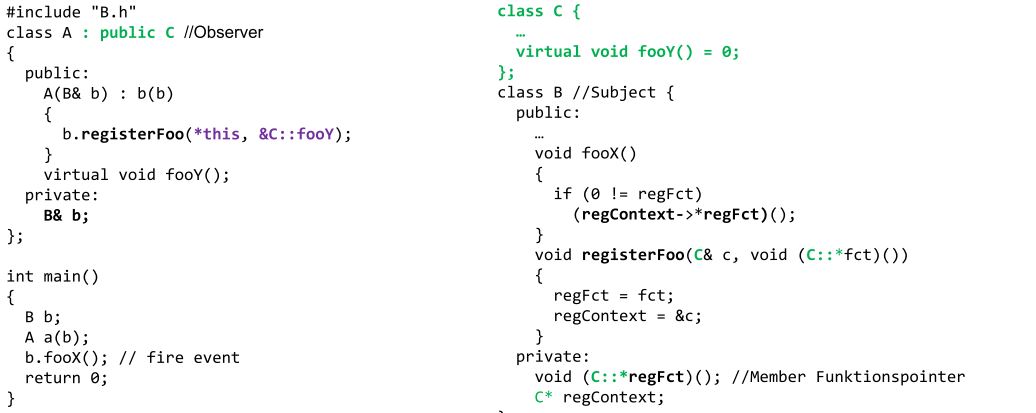 #include "B.h"
class A : public C //Observer
{
  public:
    A(B& b) : b(b)
    {
      b.registerFoo(*this, &C::fooY);
    }
    virtual void fooY();
  private:
    B& b;
};

int main()
{
  B b;
  A a(b);
  b.fooX(); // fire event
  return 0;
}
class C {
  …
  virtual void fooY() = 0;
};
class B //Subject {
  public:
    …
    void fooX()
    {
      if (0 != regFct)
        (regContext->*regFct)();
    }
    void registerFoo(C& c, void (C::*fct)())
    {
      regFct = fct;
      regContext = &c;
    }
  private:
    void (C::*regFct)(); //Member Funktionspointer
    C* regContext;